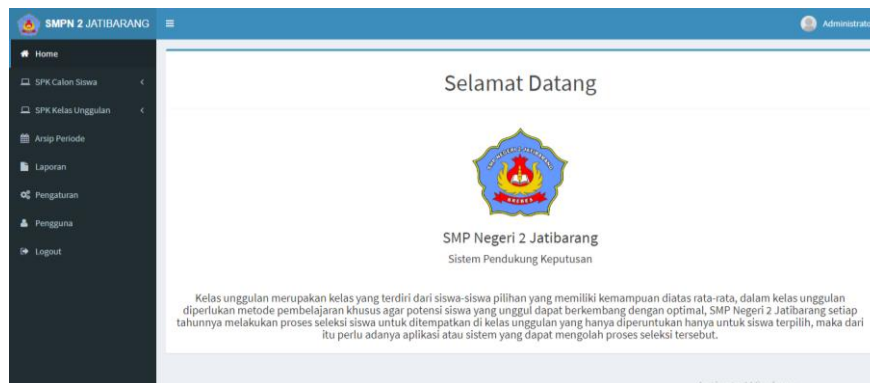 SMPN 2 JATIBARANG
Administrato
Home
SPK Calon Siswa
SPK Kelas Unggulan
Arsip Periode
Laporan
Pengaturan
Pengguna
Logout
Selamat Datang
SMP Negeri 2 Jatibarang
Sistem Pendukung Keputusan
Kelas unggulan merupakan kelas yang terdiri dari siswa-siswa pilihan yang memiliki kemampuan diatas rata-rata, dalam kelas unggulan
diperlukan metode pembelajaran khusus agar potensi siswa yang unggul dapat berkembang dengan optimal, SMP Negeri 2 Jatibarang setiap
tahunnya melakukan proses seleksi siswa untuk ditempatkan di kelas unggulan yang hanya diperuntukan hanya untuk siswa terpilih, maka dari
itu perlu adanya aplikasi atau sistem yang dapat mengolah proses seleksi tersebut.